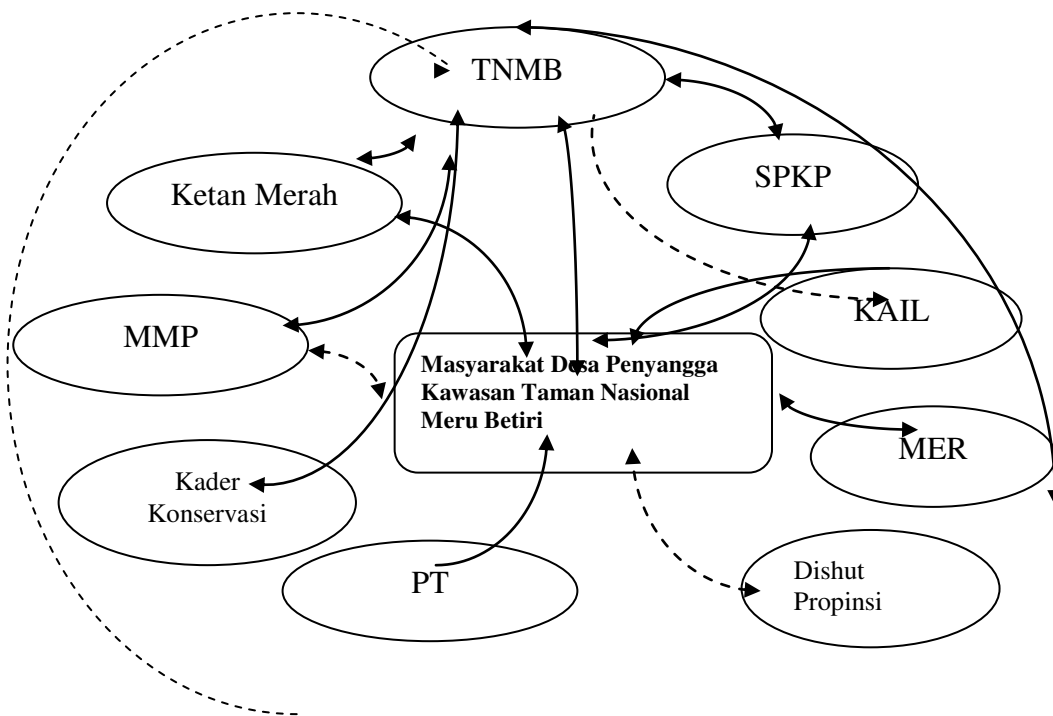 TNMB
SPKP
Ketan Merah
KAIL
MMP
Masyarakat Desa Penyangga
Kawasan Taman Nasional
Meru Betiri
MER
Kader
Konservasi
PT
Dishut
Propinsi